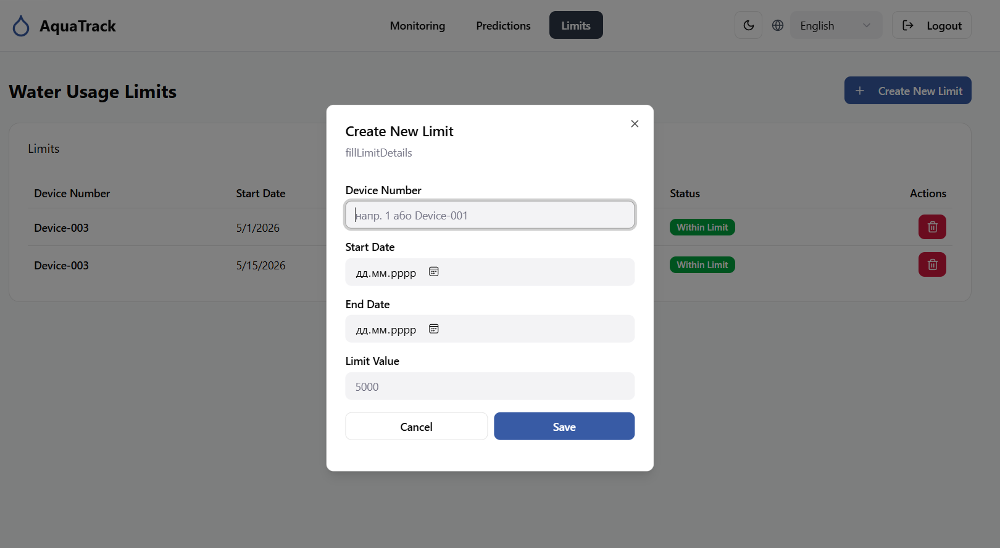 AquaTrack
Monitoring
Predictions
Limits
English
Logout
Water Usage Limits
+ Create New Limit
Limits
Device Number
Start Date
Status
Actions
Device-003
5/1/2026
Within Limit
Device-003
5/15/2026
Within Limit
Create New Limit
fillLimitDetails
Device Number
напр. 1 або Device-001
Start Date
дд.мм.рррр
End Date
дд.мм.рррр
Limit Value
5000
Cancel
Save